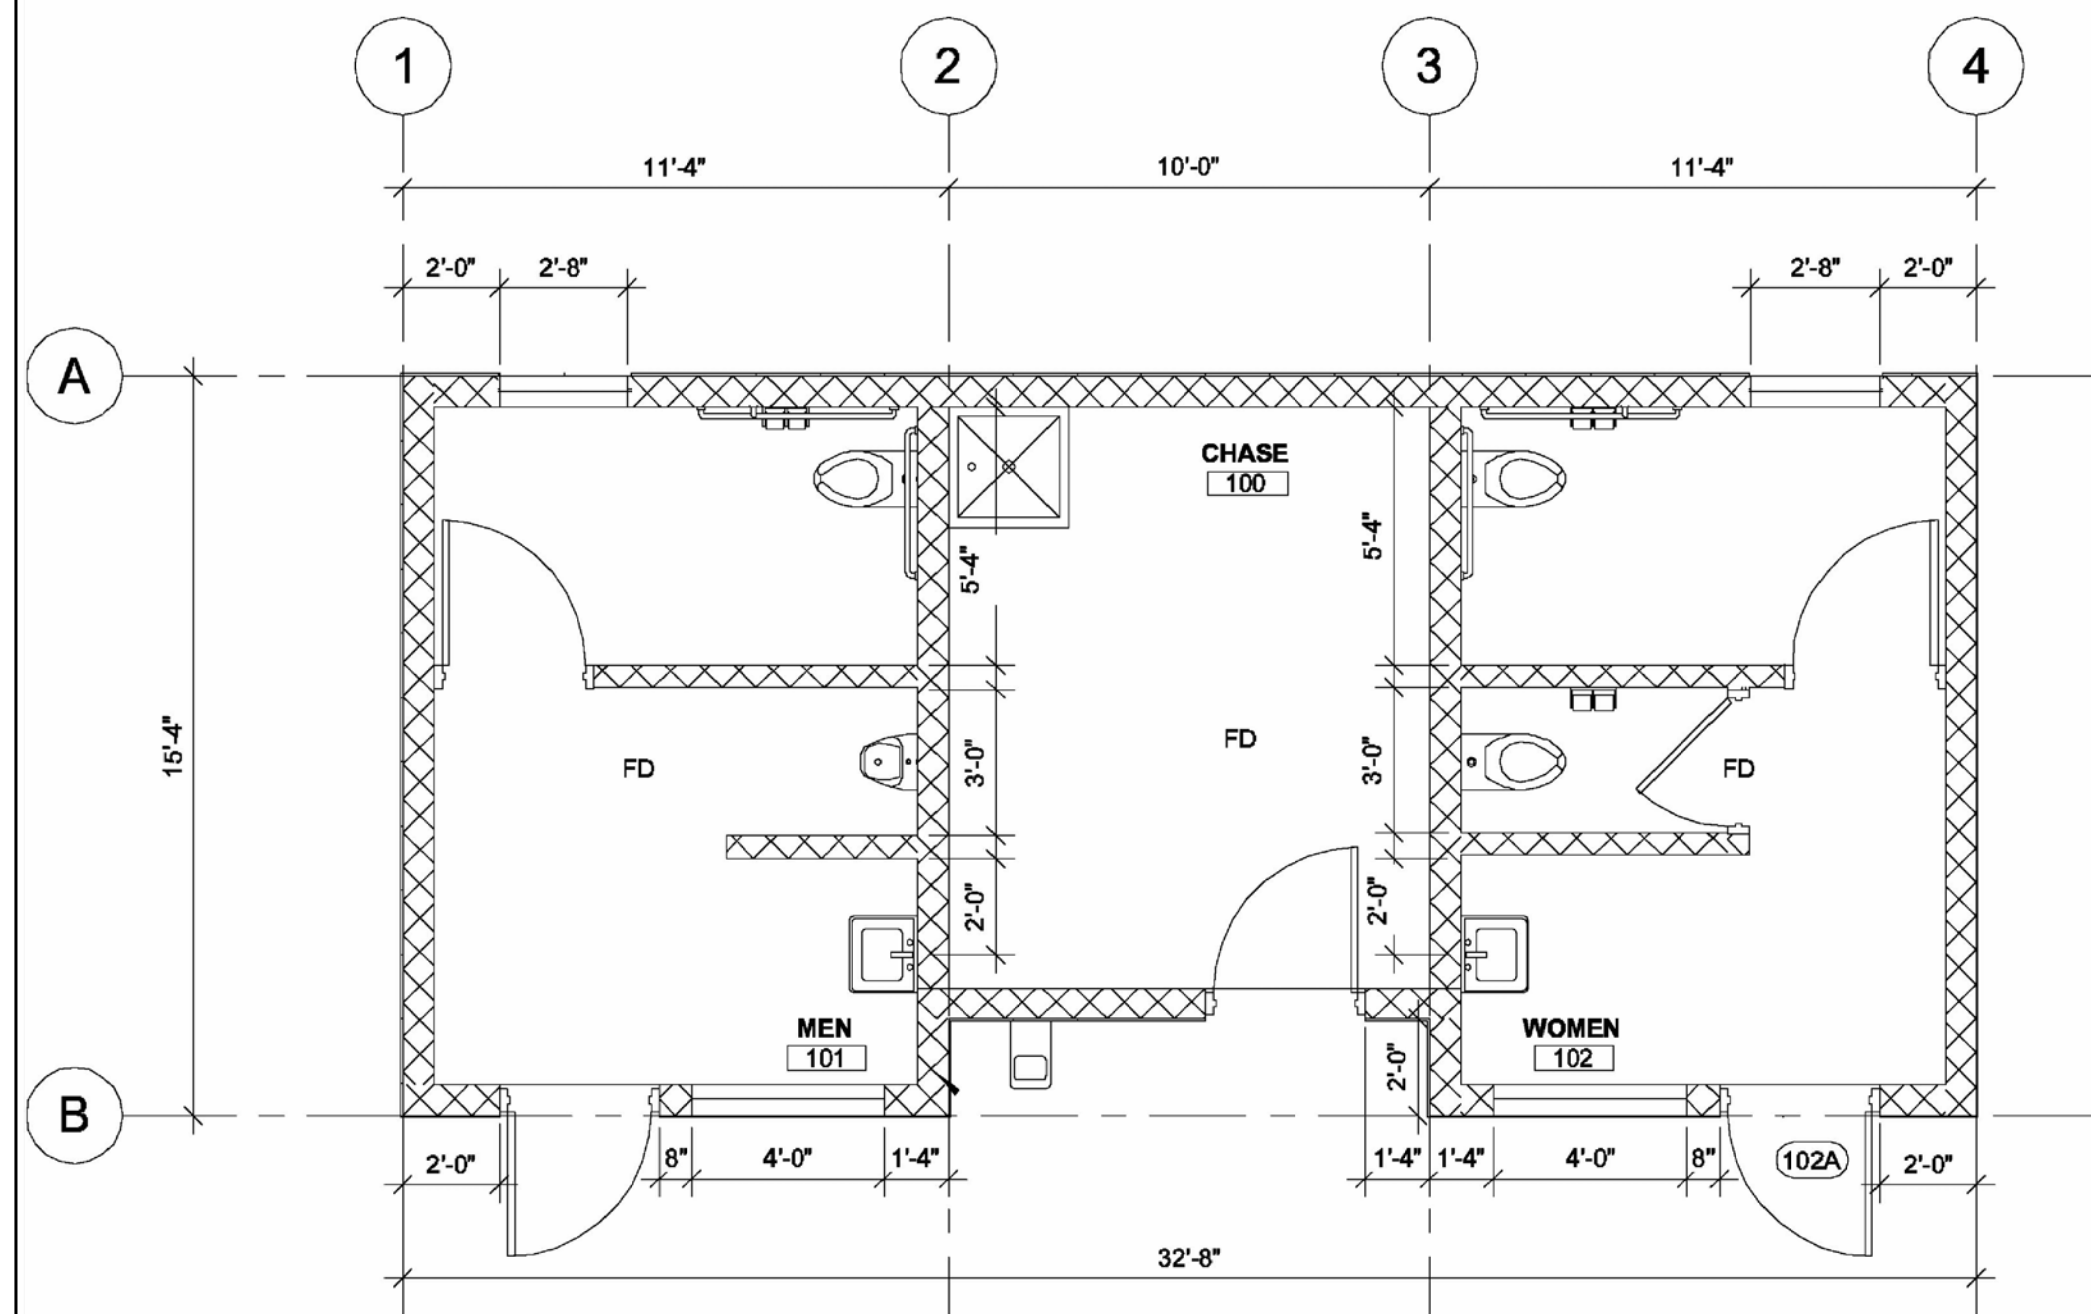 1 2 3 4
11'-4" 10'-0" 11'-4"
2'-0" 2'-8" 2'-8" 2'-0"
A
CHASE
100
5'-4" 5'-4"
15'-4"
FD FD FD
3'-0" 3'-0"
2'-0" 2'-0"
MEN WOMEN
101 102
2'-0"
B
2'-0" 8" 4'-0" 1'-4" 1'-4" 1'-4" 4'-0" 8" 102A 2'-0"
32'-8"